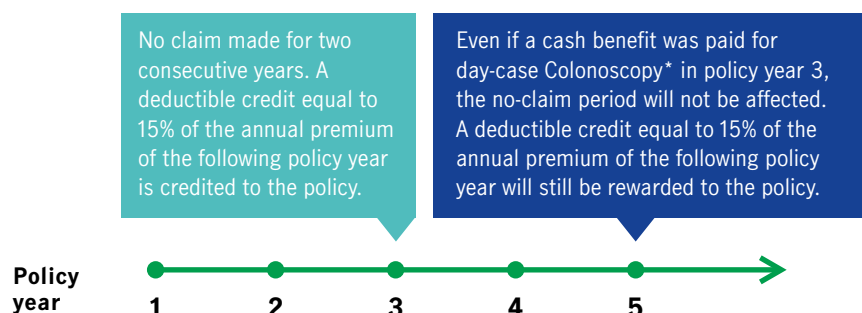 No claim made for two
consecutive years. A
deductible credit equal to
15% of the annual premium
of the following policy year
is credited to the policy.
Even if a cash benefit was paid for
day-case Colonoscopy* in policy year 3,
the no-claim period will not be affected.
A deductible credit equal to 15% of the
annual premium of the following policy
year will still be rewarded to the policy.
Policy
year
1 2 3 4 5